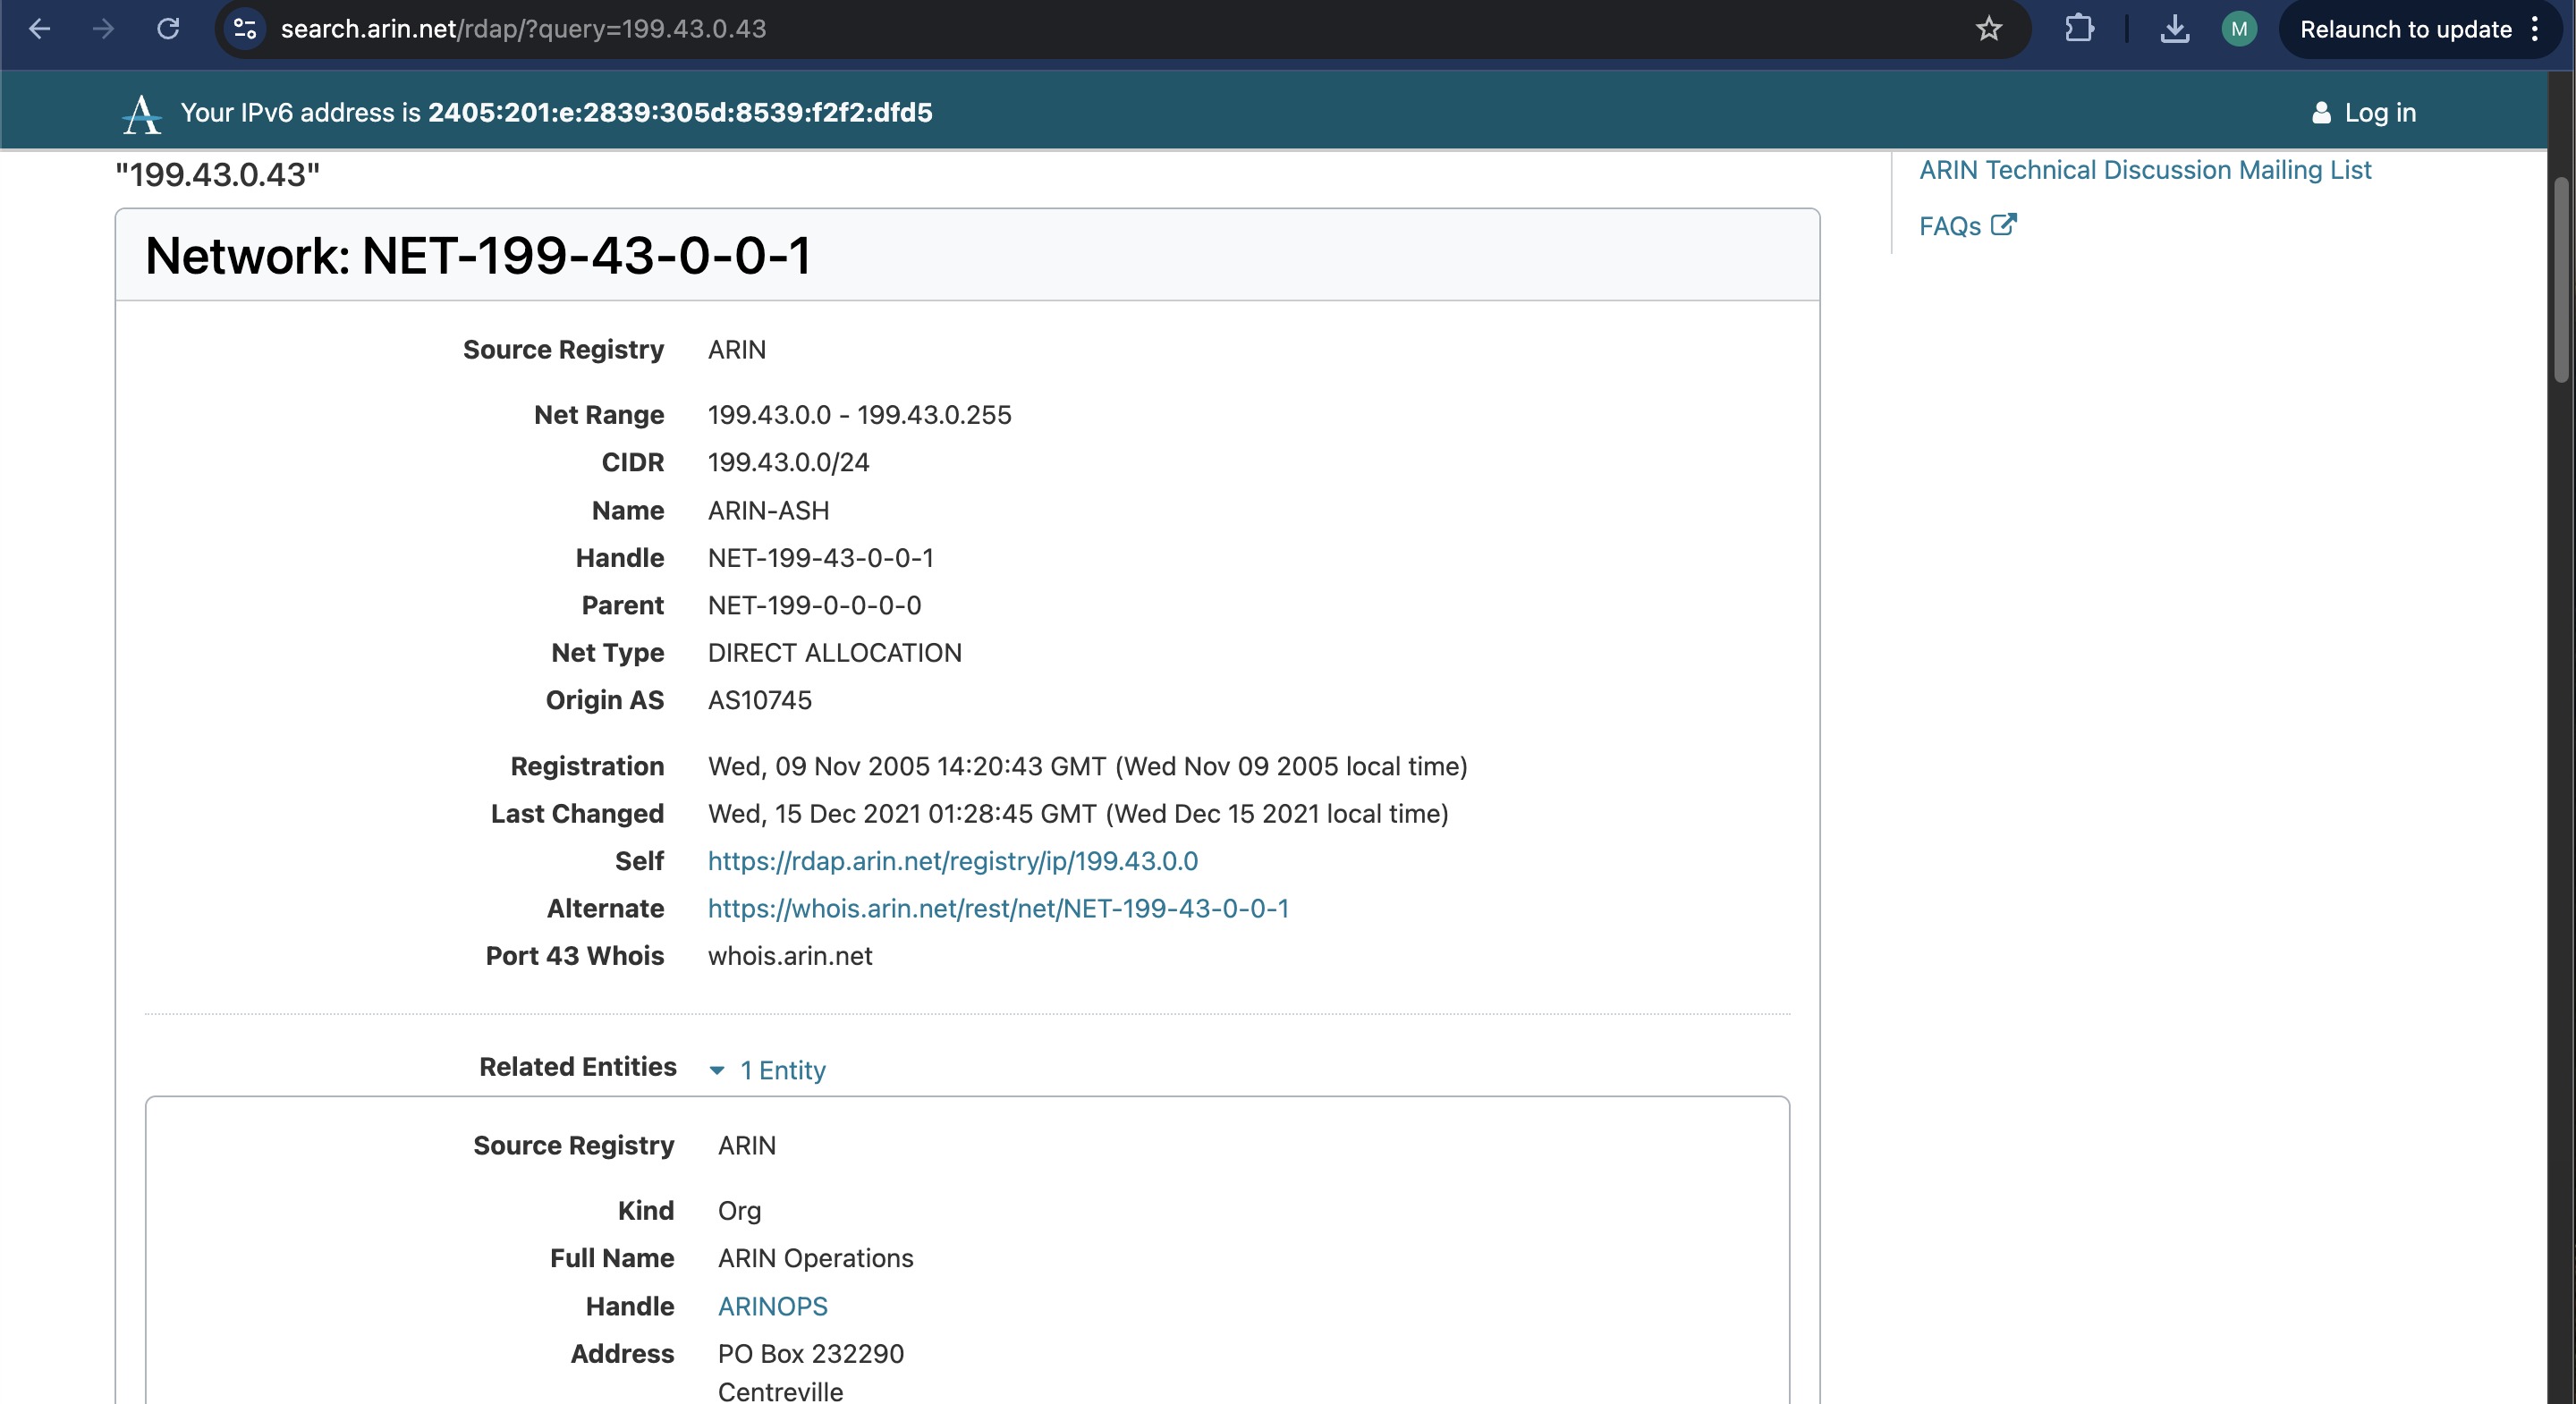 search.arin.net/rdap/?query=199.43.0.43
M
Relaunch to update
Your IPv6 address is 2405:201:e:2839:305d:8539:f2f2:dfd5
Log in
"199.43.0.43"
ARIN Technical Discussion Mailing List
FAQs
Network: NET-199-43-0-0-1
Source Registry ARIN
Net Range 199.43.0.0 - 199.43.0.255
CIDR 199.43.0.0/24
Name ARIN-ASH
Handle NET-199-43-0-0-1
Parent NET-199-0-0-0-0
Net Type DIRECT ALLOCATION
Origin AS AS10745
Registration Wed, 09 Nov 2005 14:20:43 GMT (Wed Nov 09 2005 local time)
Last Changed Wed, 15 Dec 2021 01:28:45 GMT (Wed Dec 15 2021 local time)
Self https://rdap.arin.net/registry/ip/199.43.0.0
Alternate https://whois.arin.net/rest/net/NET-199-43-0-0-1
Port 43 Whois whois.arin.net
Related Entities 1 Entity
Source Registry ARIN
Kind Org
Full Name ARIN Operations
Handle ARINOPS
Address PO Box 232290
Centreville